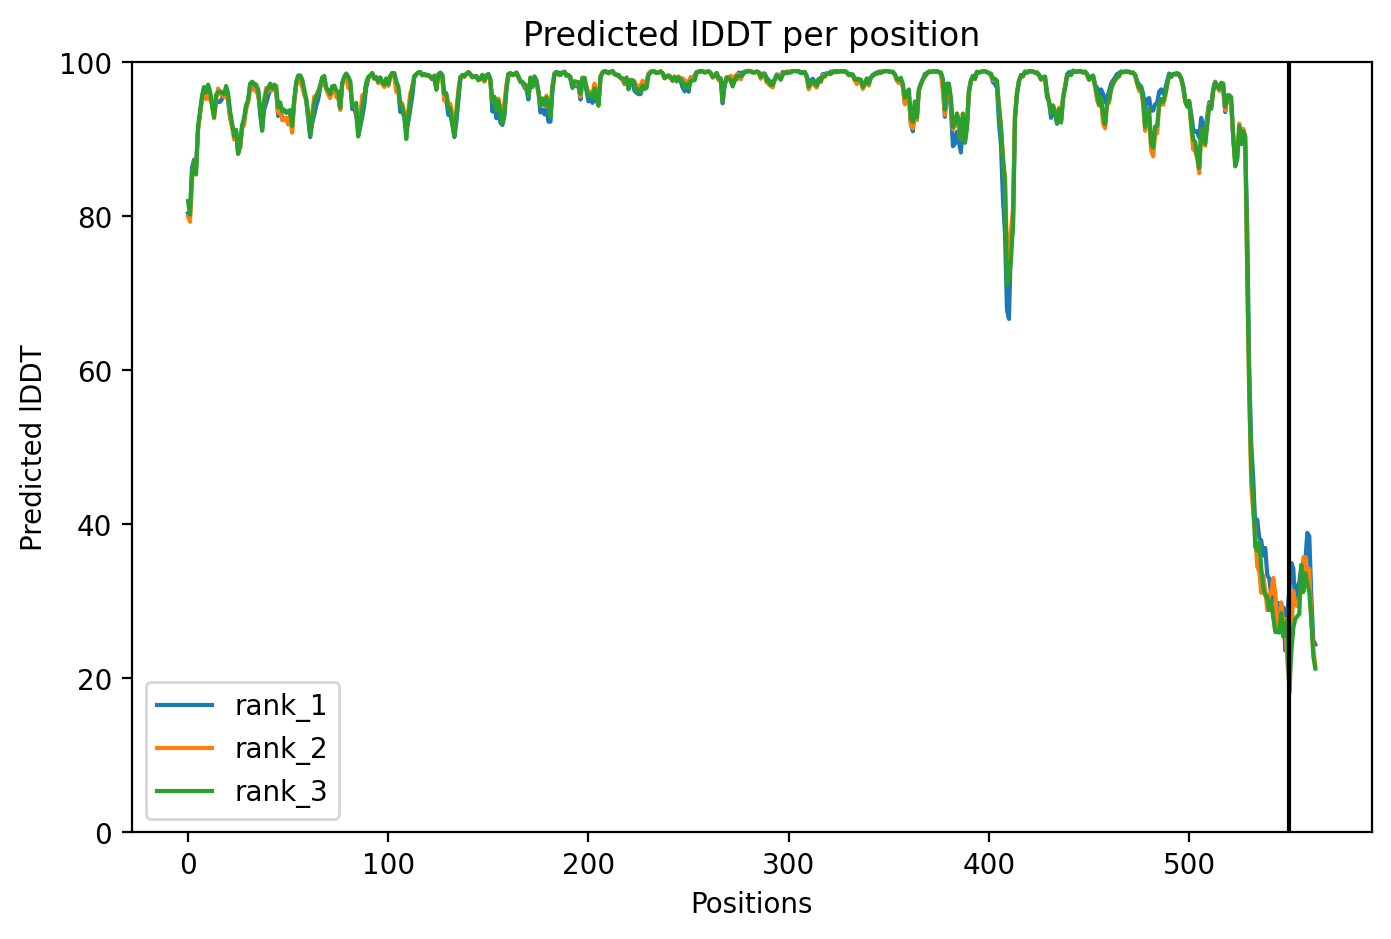 Predicted lDDT per position
100
80
60
40
20
0
Predicted lDDT
rank_1
rank_2
rank_3
0 100 200 300 400 500
Positions